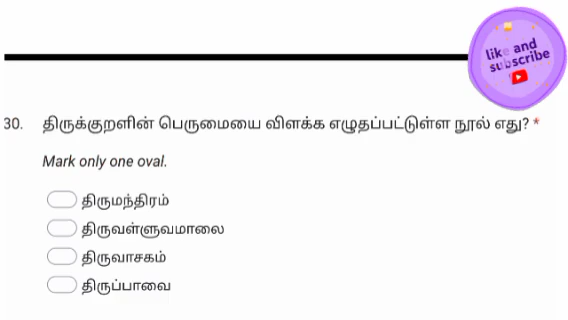 like and
subscribe
30. திருக்குறளின் பெருமையை விளக்க எழுதப்பட்டுள்ள நூல் எது? *
Mark only one oval.
திருமந்திரம்
திருவள்ளுவமாலை
திருவாசகம்
திருப்பாவை